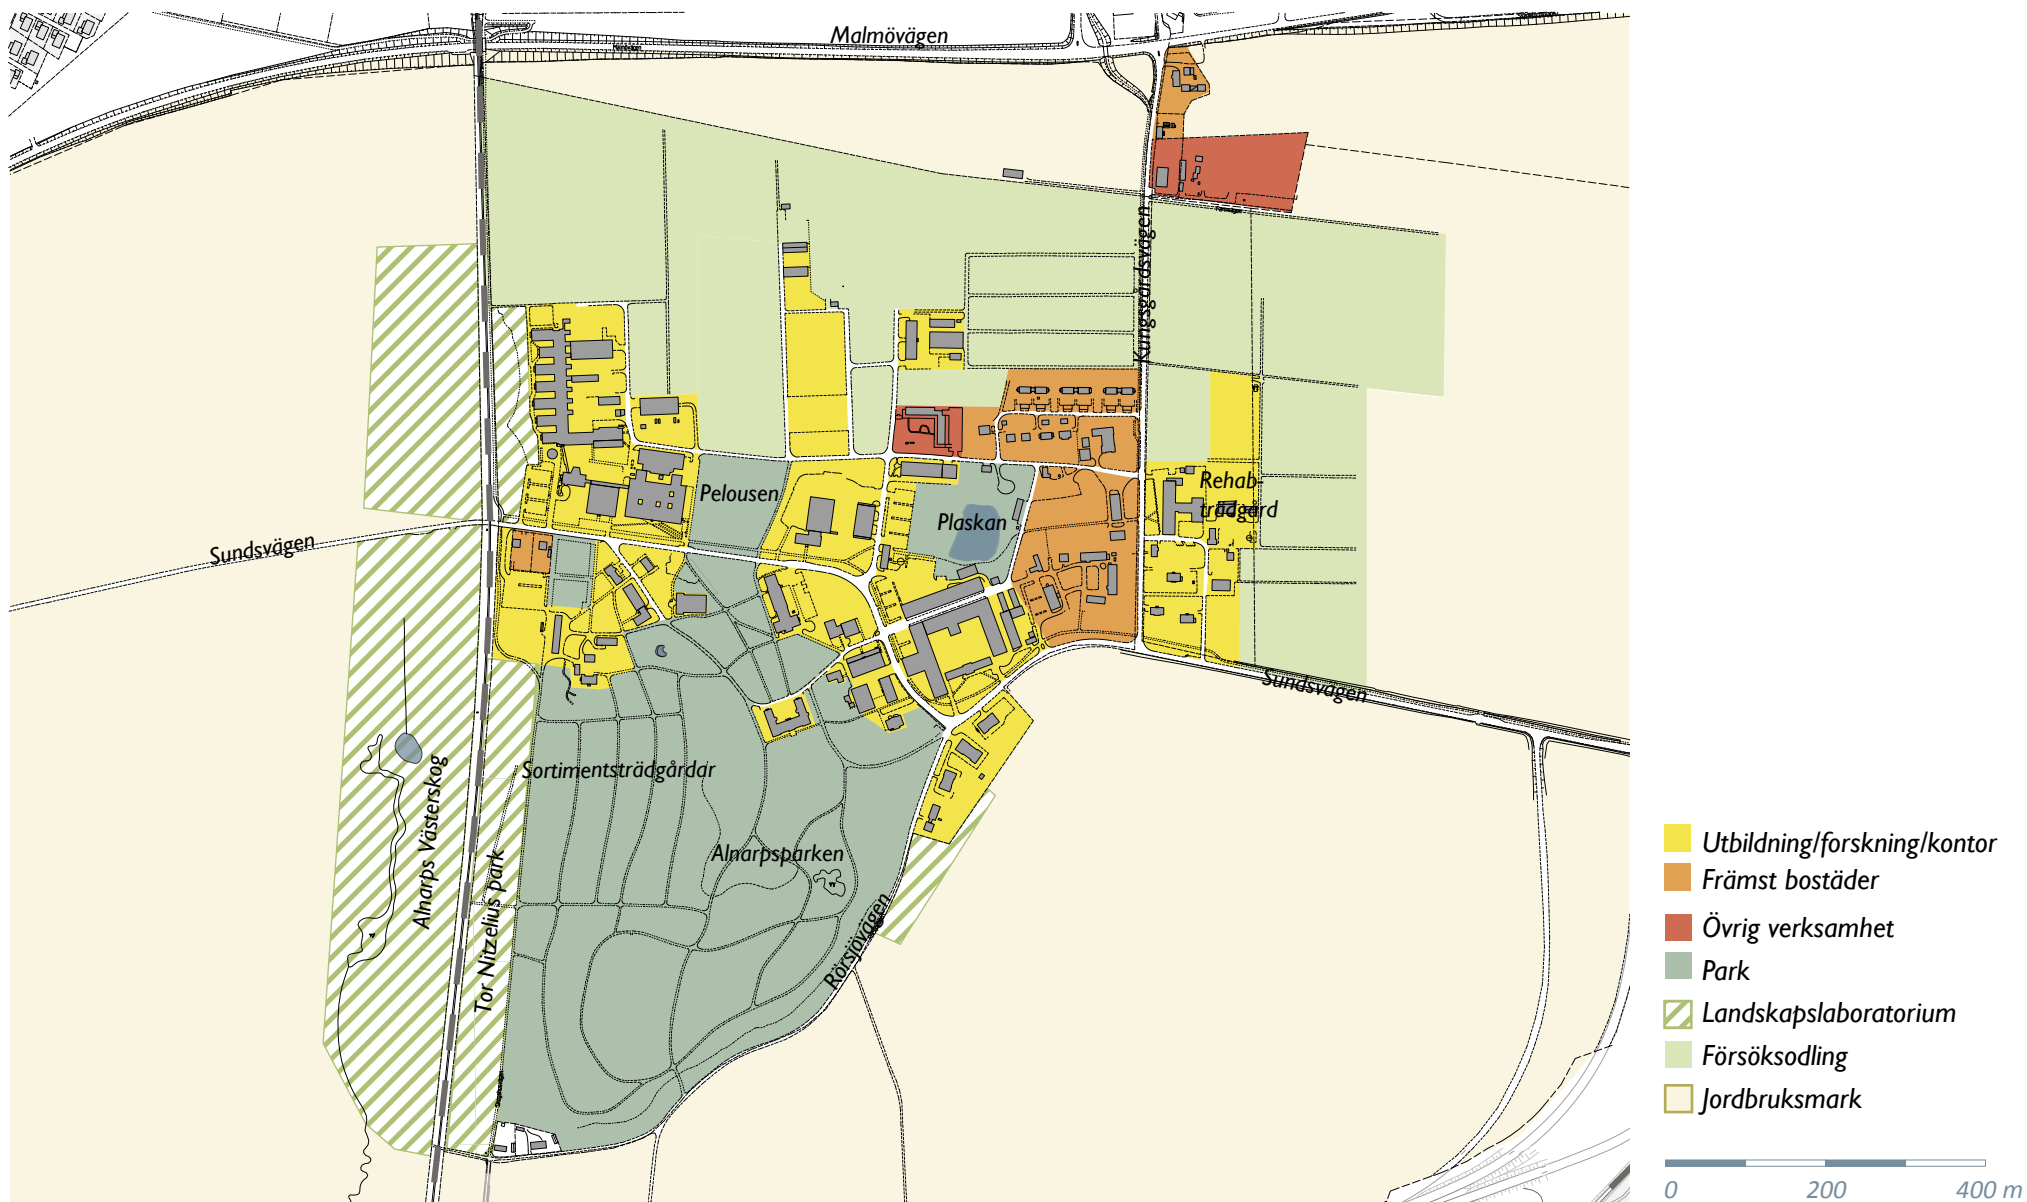 Malmövägen
Kungsgårdsvägen
Pelousen
Plaskan
Rehab-
trädgård
Sundsvägen
Sundsvägen
Sortimentsträdgårdar
Alnarps Västerskog
Tor Nitzelius park
Alnarpsparken
Rörsjövägen
Utbildning/forskning/kontor
Främst bostäder
Övrig verksamhet
Park
Landskapslaboratorium
Försöksodling
Jordbruksmark
0 200 400 m